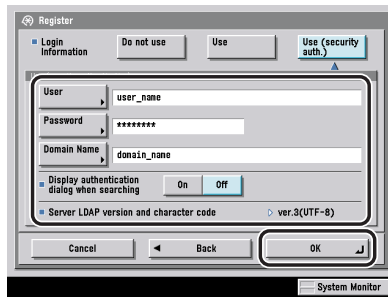 Register
Login Information
Do not use
Use
Use (security auth.)
User
user_name
Password
********
Domain Name
domain_name
Display authentication dialog when searching
On
Off
Server LDAP version and character code
ver.3(UTF-8)
Cancel
Back
OK
System Monitor